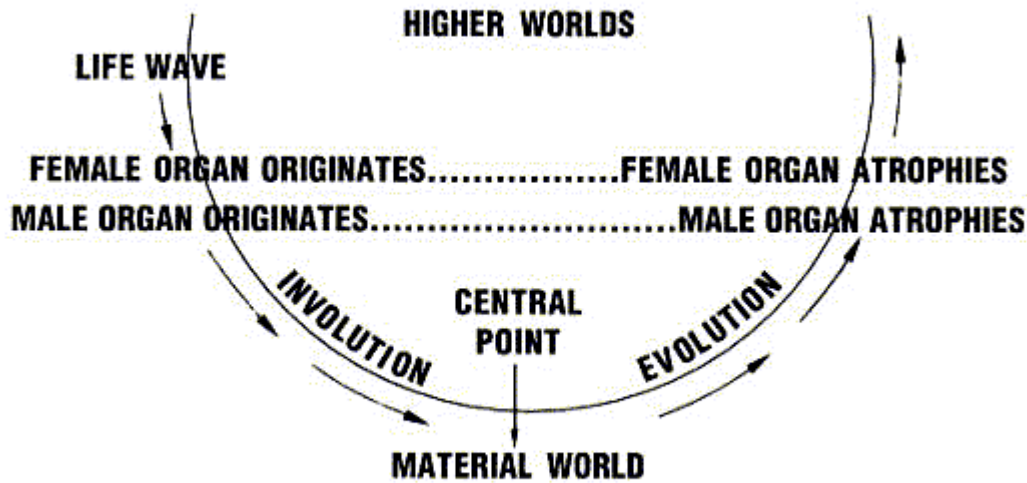 HIGHER WORLDS
LIFE WAVE
FEMALE ORGAN ORIGINATES.................FEMALE ORGAN ATROPHIES
MALE ORGAN ORIGINATES...........................MALE ORGAN ATROPHIES
INVOLUTION
CENTRAL
POINT
EVOLUTION
MATERIAL WORLD